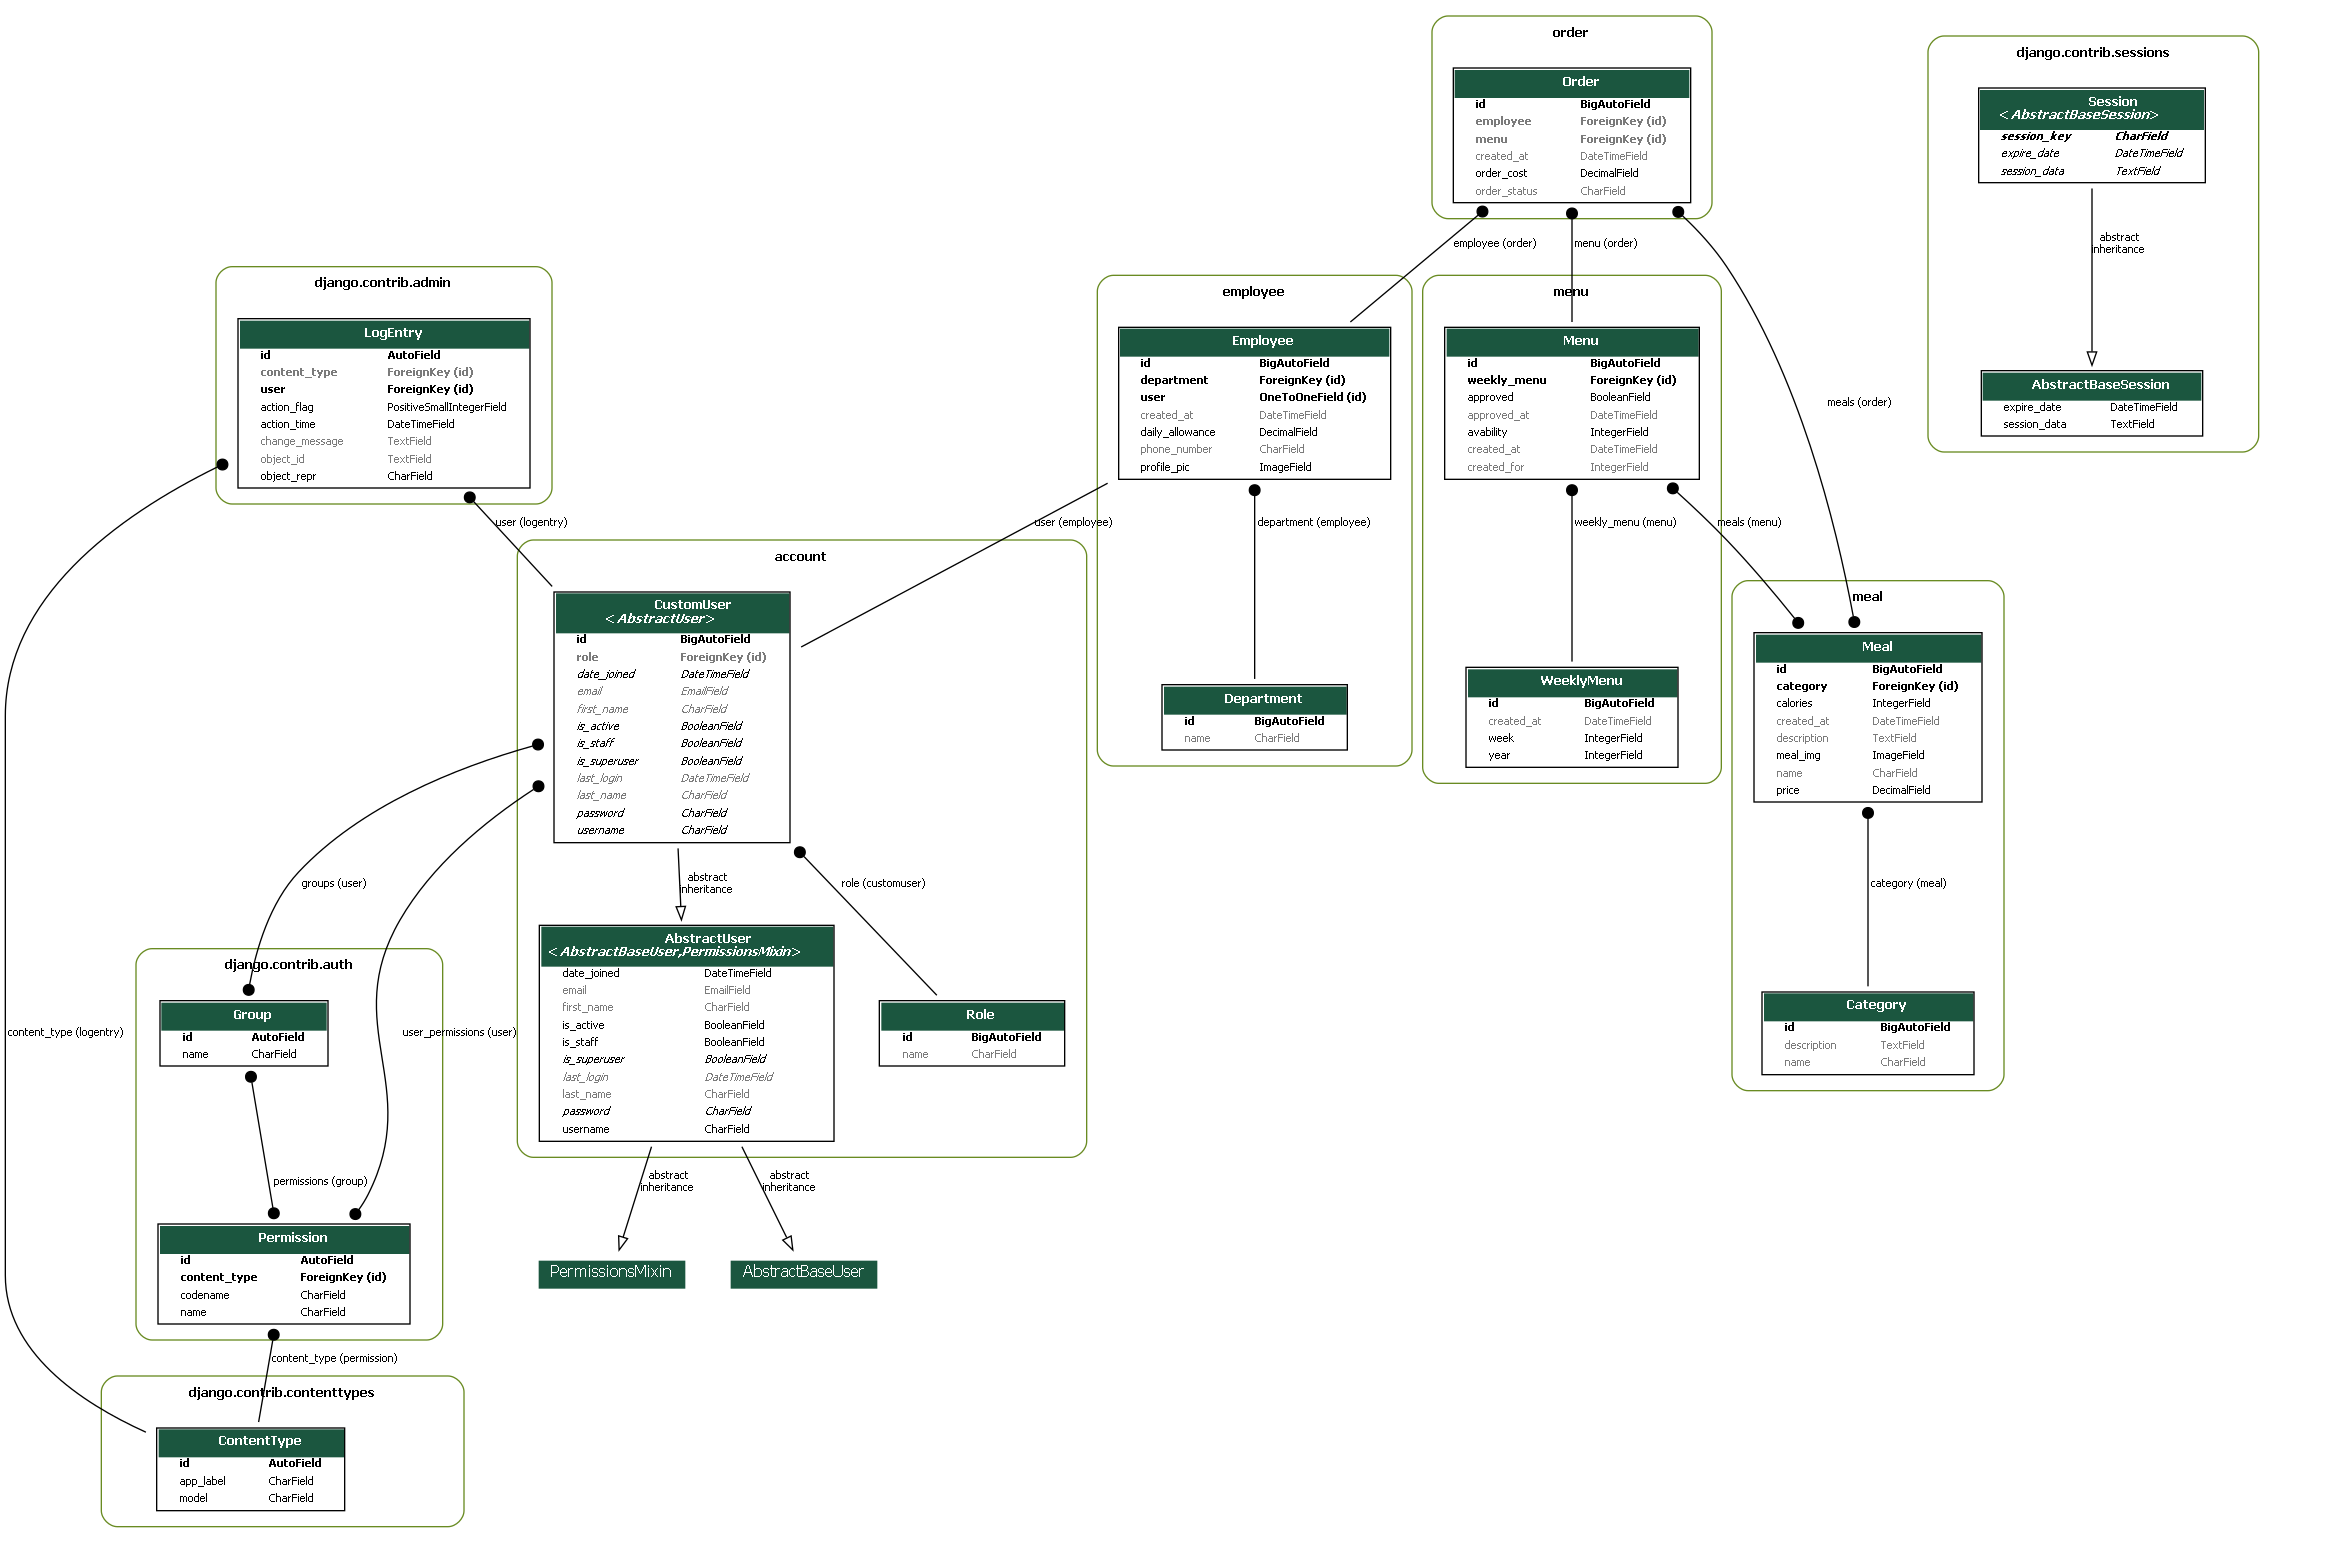 order
Order
id BigAutoField
employee ForeignKey (id)
menu ForeignKey (id)
created_at DateTimeField
order_cost DecimalField
order_status CharField
django.contrib.sessions
Session
<AbstractBaseSession>
session_key CharField
expire_date DateTimeField
session_data TextField
abstract
inheritance
AbstractBaseSession
expire_date DateTimeField
session_data TextField
employee (order)
menu (order)
meals (order)
django.contrib.admin
LogEntry
id AutoField
content_type ForeignKey (id)
user ForeignKey (id)
action_flag PositiveSmallIntegerField
action_time DateTimeField
change_message TextField
object_id TextField
object_repr CharField
employee
Employee
id BigAutoField
department ForeignKey (id)
user OneToOneField (id)
created_at DateTimeField
daily_allowance DecimalField
phone_number CharField
profile_pic ImageField
menu
Menu
id BigAutoField
weekly_menu ForeignKey (id)
approved BooleanField
approved_at DateTimeField
avability IntegerField
created_at DateTimeField
created_for IntegerField
user (logentry)
user (employee)
department (employee)
weekly_menu (menu)
meals (menu)
account
CustomUser
<AbstractUser>
id BigAutoField
role ForeignKey (id)
date_joined DateTimeField
email EmailField
first_name CharField
is_active BooleanField
is_staff BooleanField
is_superuser BooleanField
last_login DateTimeField
last_name CharField
password CharField
username CharField
Department
id BigAutoField
name CharField
WeeklyMenu
id BigAutoField
created_at DateTimeField
week IntegerField
year IntegerField
meal
Meal
id BigAutoField
category ForeignKey (id)
calories IntegerField
created_at DateTimeField
description TextField
meal_img ImageField
name CharField
price DecimalField
groups (user)
abstract
inheritance
role (customuser)
category (meal)
AbstractUser
<AbstractBaseUser,PermissionsMixin>
date_joined DateTimeField
email EmailField
first_name CharField
is_active BooleanField
is_staff BooleanField
is_superuser BooleanField
last_login DateTimeField
last_name CharField
password CharField
username CharField
Role
id BigAutoField
name CharField
Category
id BigAutoField
description TextField
name CharField
django.contrib.auth
Group
id AutoField
name CharField
content_type (logentry)
user_permissions (user)
permissions (group)
abstract
inheritance
abstract
inheritance
Permission
id AutoField
content_type ForeignKey (id)
codename CharField
name CharField
PermissionsMixin
AbstractBaseUser
content_type (permission)
django.contrib.contenttypes
ContentType
id AutoField
app_label CharField
model CharField